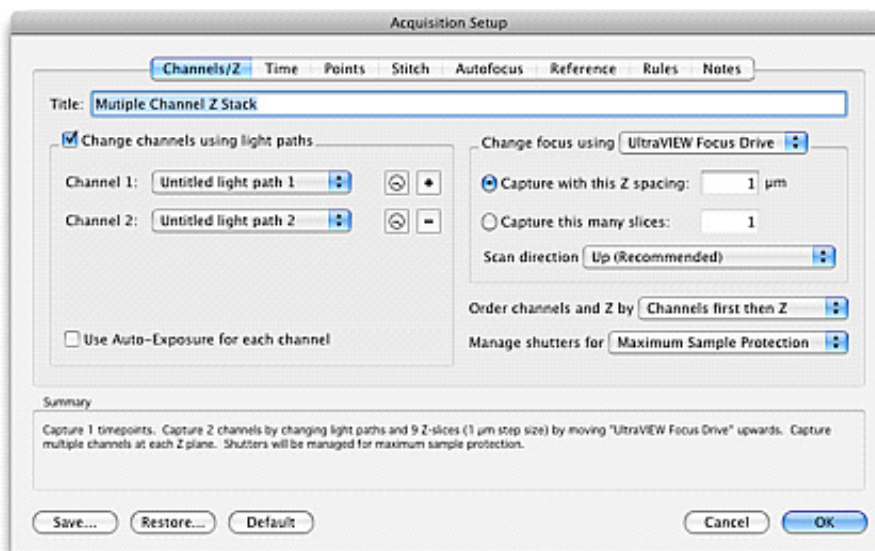 Acquisition Setup
Channels/Z Time Points Stitch Autofocus Reference Rules Notes
Title: Mutiple Channel Z Stack
Change channels using light paths
Channel 1: Untitled light path 1 +
Channel 2: Untitled light path 2 -
Use Auto-Exposure for each channel
Change focus using UltraVIEW Focus Drive
Capture with this Z spacing: 1 µm
Capture this many slices: 1
Scan direction Up (Recommended)
Order channels and Z by Channels first then Z
Manage shutters for Maximum Sample Protection
Summary
Capture 1 timepoints. Capture 2 channels by changing light paths and 9 Z-slices (1 µm step size) by moving "UltraVIEW Focus Drive" upwards. Capture
multiple channels at each Z plane. Shutters will be managed for maximum sample protection.
Save... Restore... Default Cancel OK